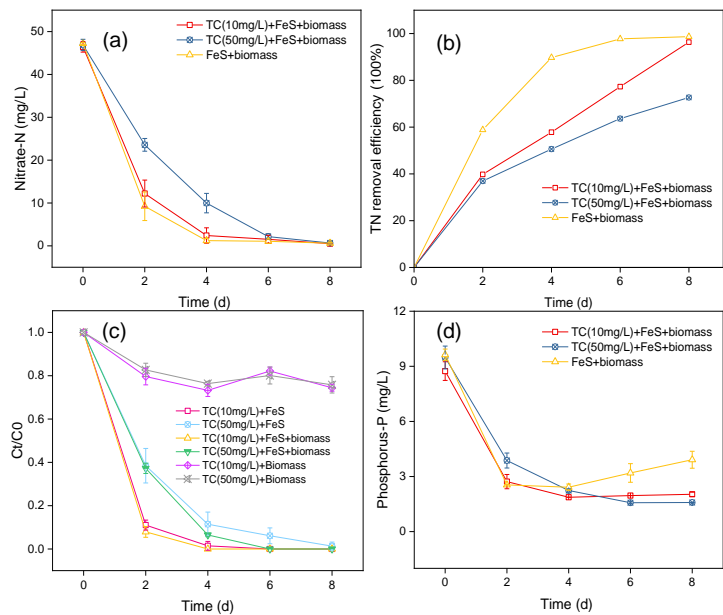 (a)
TC(10mg/L)+FeS+biomass
TC(50mg/L)+FeS+biomass
FeS+biomass
Nitrate-N (mg/L)
50
40
30
20
10
0
0 2 4 6 8
Time (d)
(b)
TC(10mg/L)+FeS+biomass
TC(50mg/L)+FeS+biomass
FeS+biomass
TN removal efficiency (100%)
100
80
60
40
20
0
0 2 4 6 8
Time (d)
(c)
TC(10mg/L)+FeS
TC(50mg/L)+FeS
TC(10mg/L)+FeS+biomass
TC(50mg/L)+FeS+biomass
TC(10mg/L)+Biomass
TC(50mg/L)+Biomass
Ct/C0
1.0
0.8
0.6
0.4
0.2
0.0
0 2 4 6 8
Time (d)
(d)
TC(10mg/L)+FeS+biomass
TC(50mg/L)+FeS+biomass
FeS+biomass
Phosphorus-P (mg/L)
12
9
6
3
0
0 2 4 6 8
Time (d)